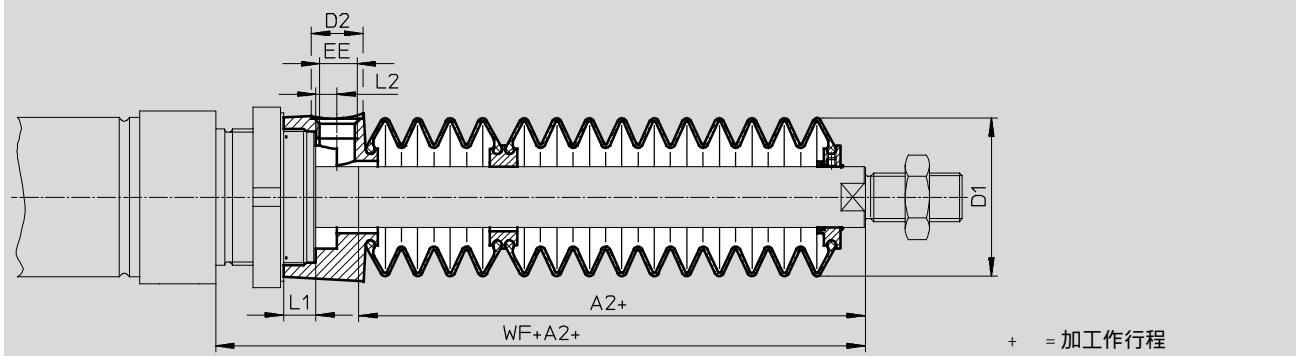 D2
EE
L2
D1
L1
A2+
WF+A2+
+ = 加工作行程